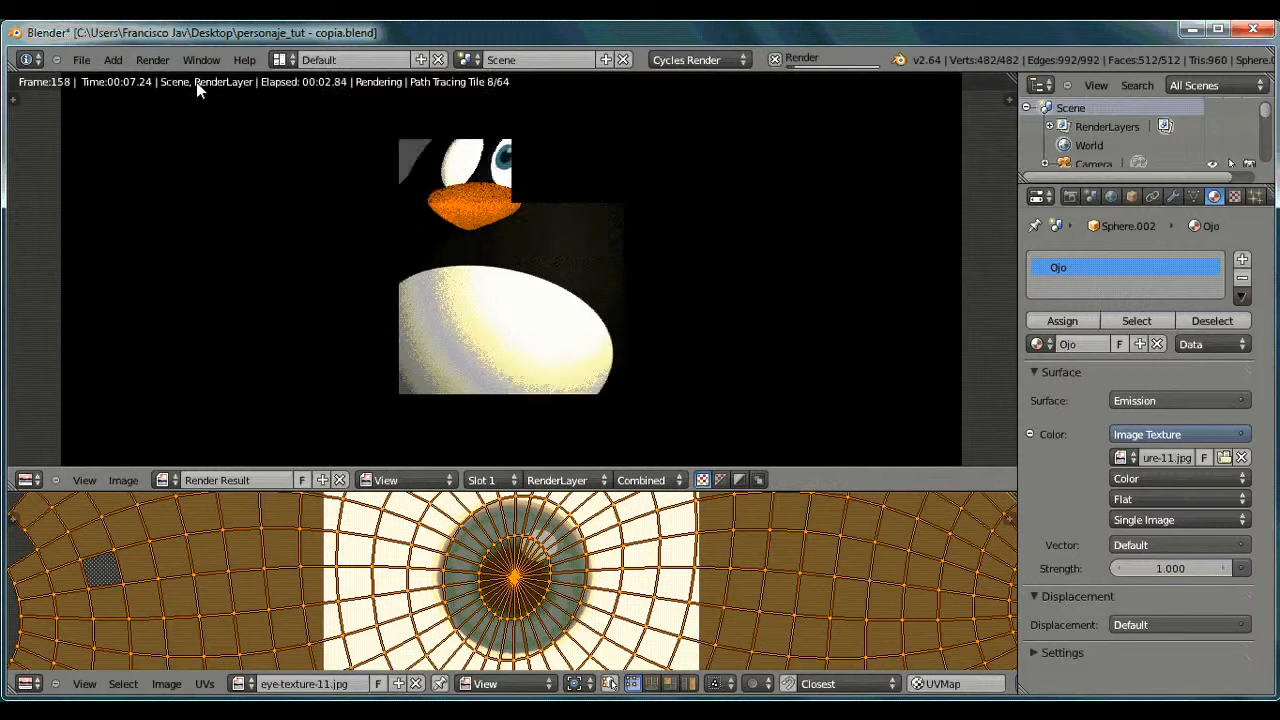 Blender* [C:\Users\Francisco Jav\Desktop\personaje_tut - copia.blend]
File Add Render Window Help Default Scene Cycles Render Render v2.64 | Verts:482/482 | Edges:992/992 | Faces:512/512 | Tris:960 | Scene.0
Frame:158 | Time:00:07.24 | Scene, RenderLayer | Elapsed: 00:02.84 | Rendering | Path Tracing Tile 8/64
View Search All Scenes
Scene
RenderLayers
World
Camera
Sphere.002 Ojo
Ojo
Assign Select Deselect
Ojo F Data
Surface
Surface: Emission
Color: Image Texture
ure-11.jpg F
Color
Flat
Single Image
Vector: Default
Strength: 1.000
Displacement
Displacement: Default
Settings
View Image Render Result F View Slot 1 RenderLayer Combined
View Select Image UVs eye-texture-11.jpg F View Closest UVMap